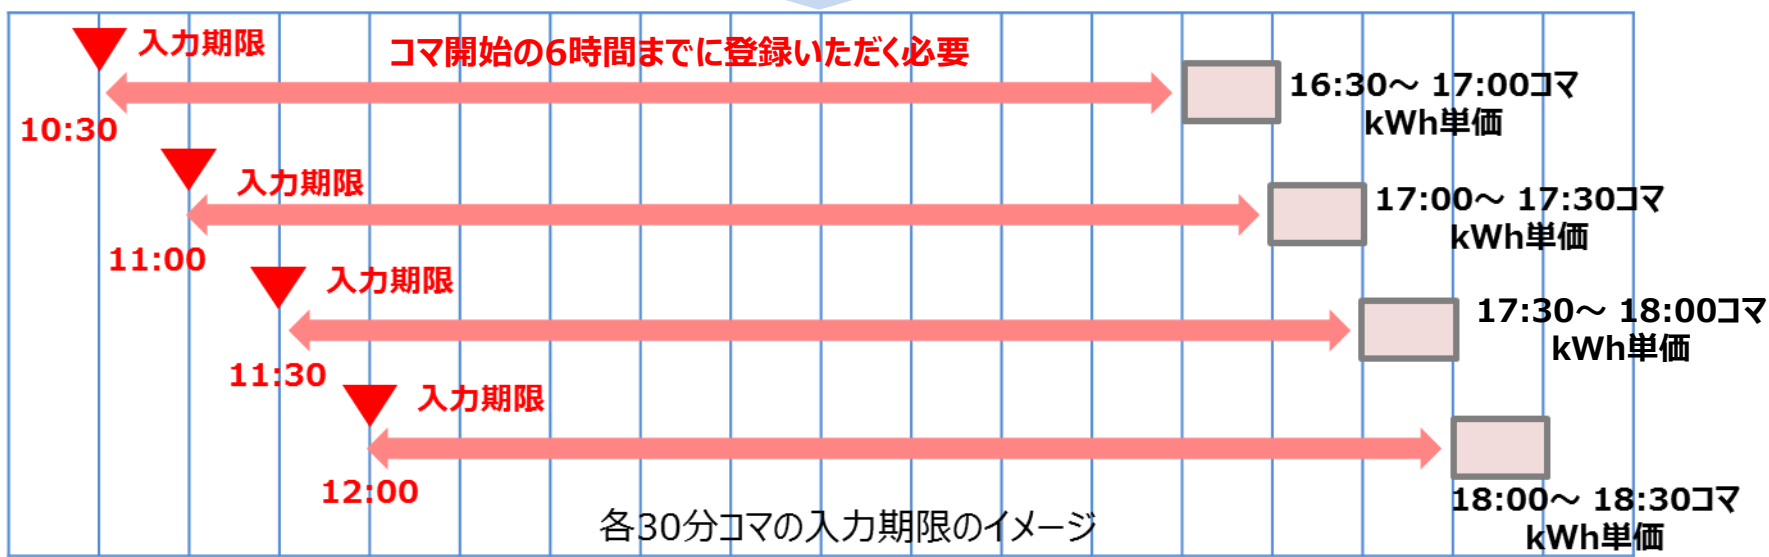 入力期限
コマ開始の6時間までに登録いただく必要
10:30
16:30～ 17:00コマ
kWh単価
入力期限
11:00
17:00～ 17:30コマ
kWh単価
入力期限
11:30
17:30～ 18:00コマ
kWh単価
入力期限
12:00
18:00～ 18:30コマ
kWh単価
各30分コマの入力期限のイメージ